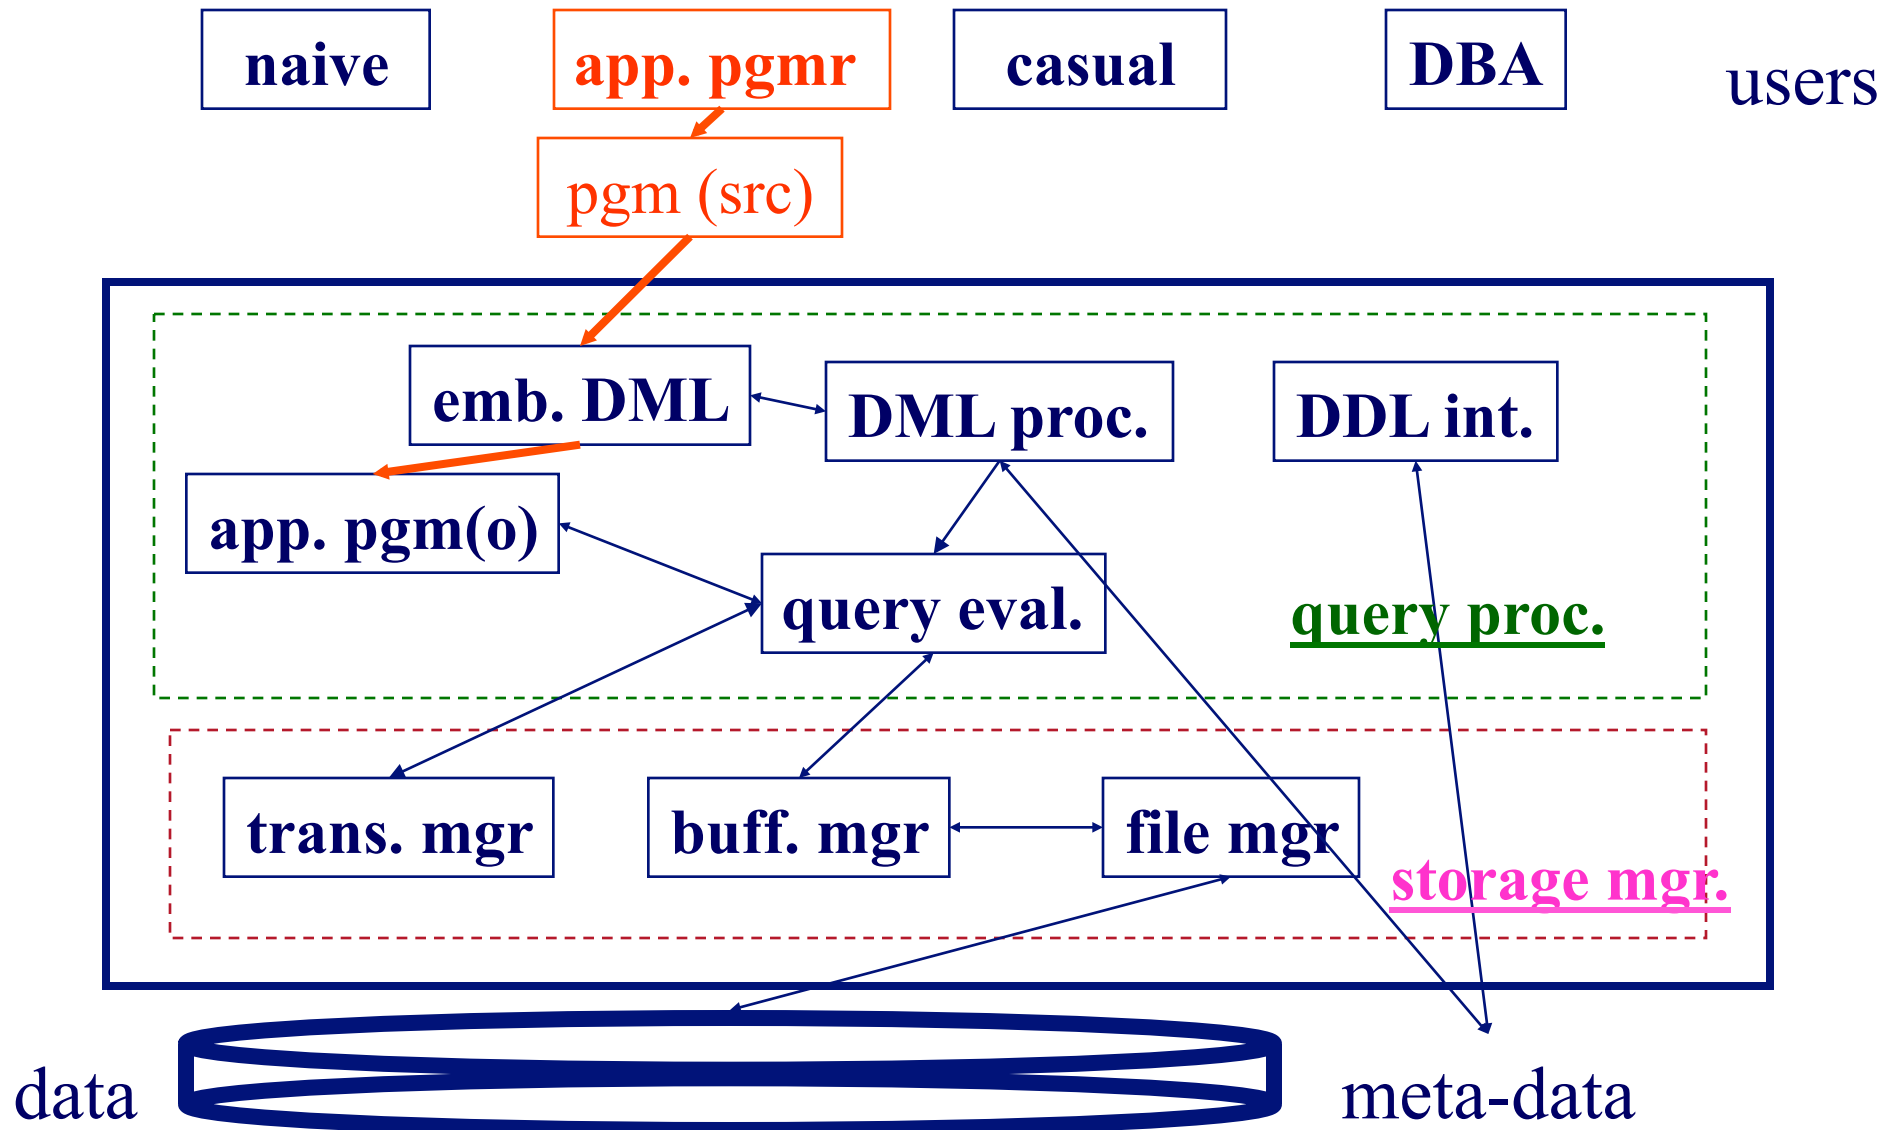 naive
app. pgmr
casual
DBA
users
pgm (src)
emb. DML
DML proc.
DDL int.
app. pgm(o)
query eval.
query proc.
trans. mgr
buff. mgr
file mgr
storage mgr.
data
meta-data